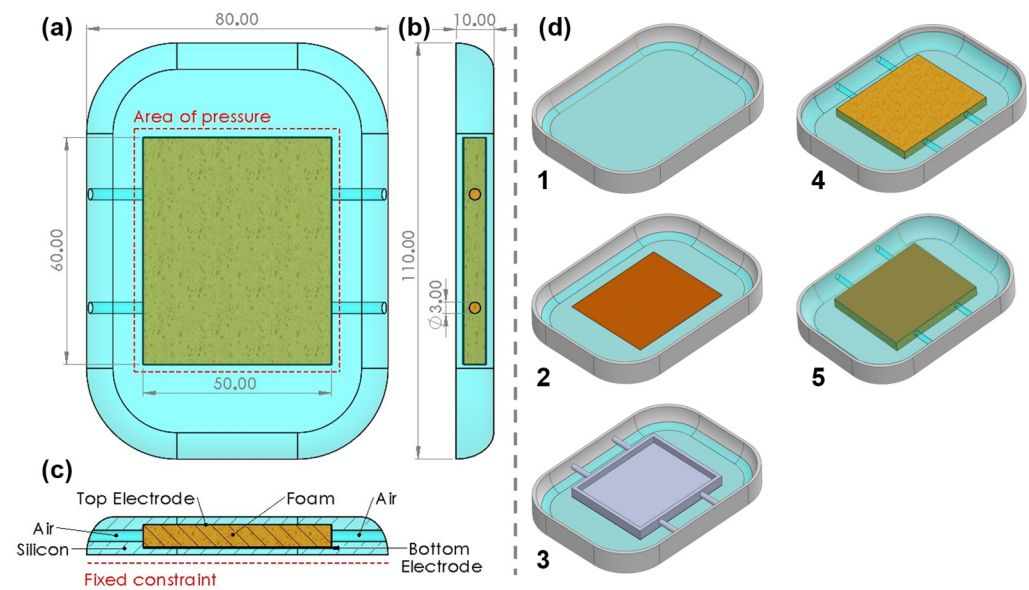 (a)
80.00
(b)
10.00
(d)
Area of pressure
60.00
110.00
Ø3.00
50.00
(c)
Top Electrode
Foam
Air
Air
Silicon
Bottom
Electrode
Fixed constraint
1
4
2
5
3